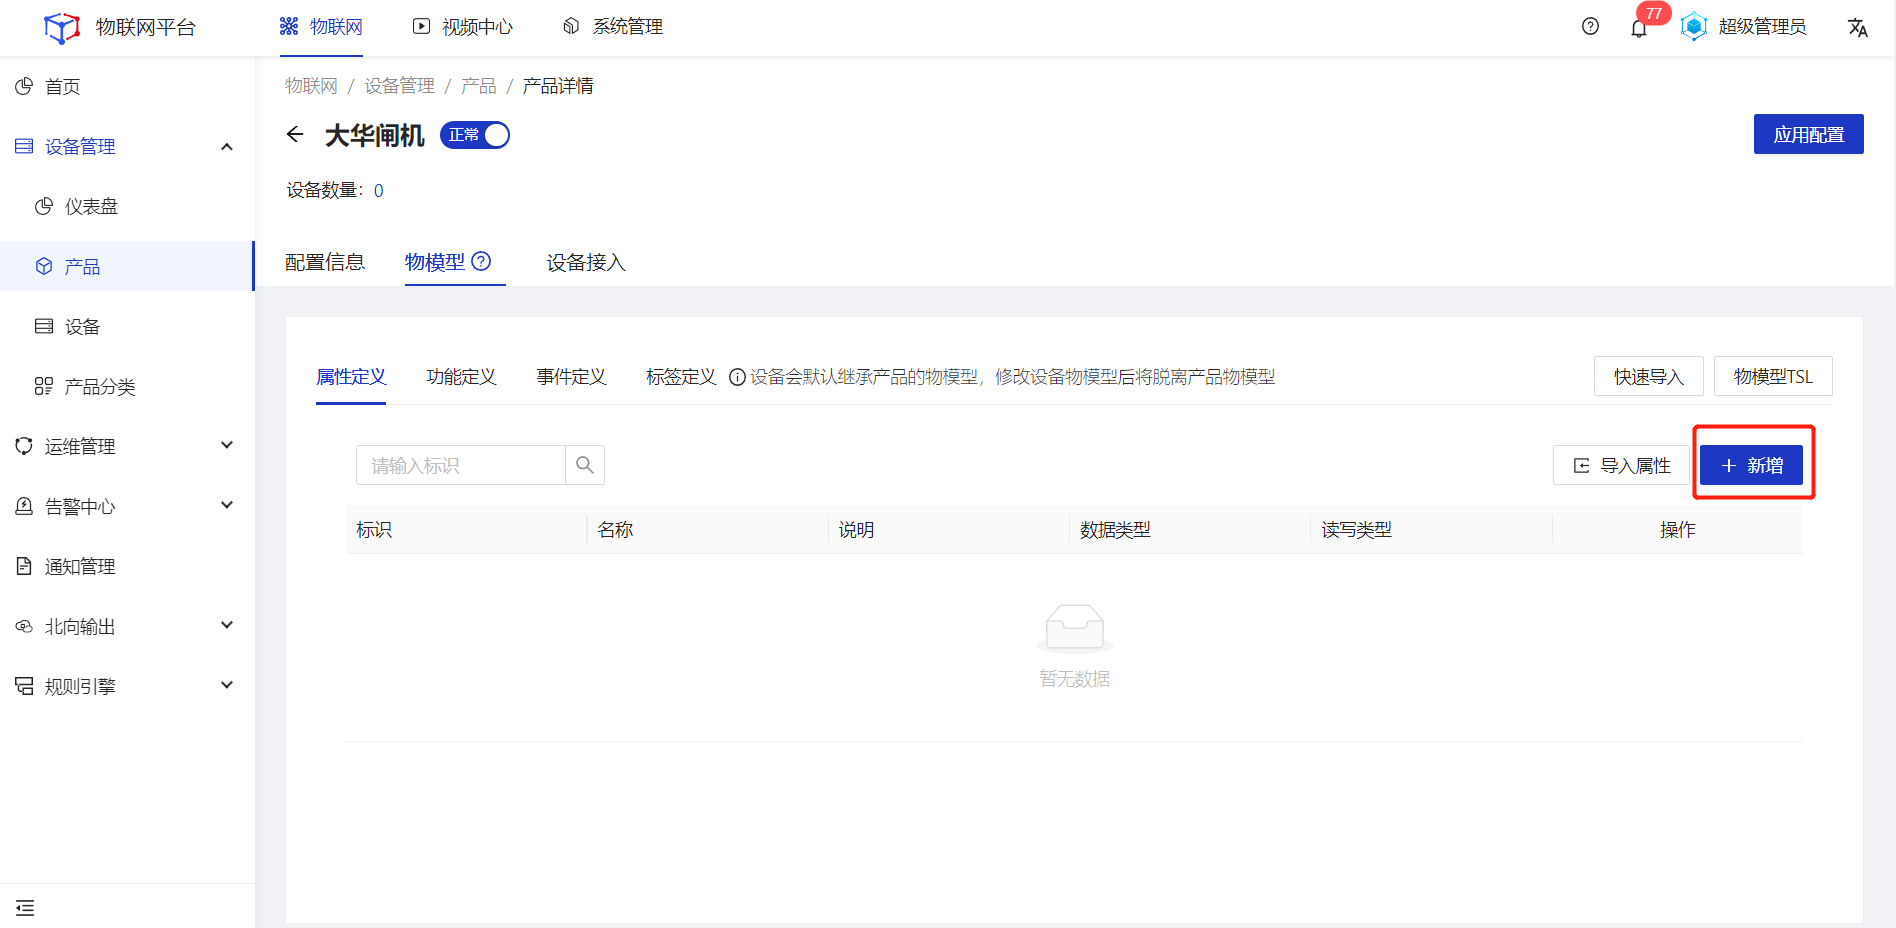 物联网平台
物联网
视频中心
系统管理
77
超级管理员
首页
设备管理
仪表盘
产品
设备
产品分类
运维管理
告警中心
通知管理
北向输出
规则引擎
物联网 / 设备管理 / 产品 / 产品详情
大华闸机 正常
应用配置
设备数量：0
配置信息 物模型 设备接入
属性定义 功能定义 事件定义 标签定义 设备会默认继承产品的物模型，修改设备物模型后将脱离产品物模型
快速导入 物模型TSL
请输入标识
导入属性 新增
标识 名称 说明 数据类型 读写类型 操作
暂无数据